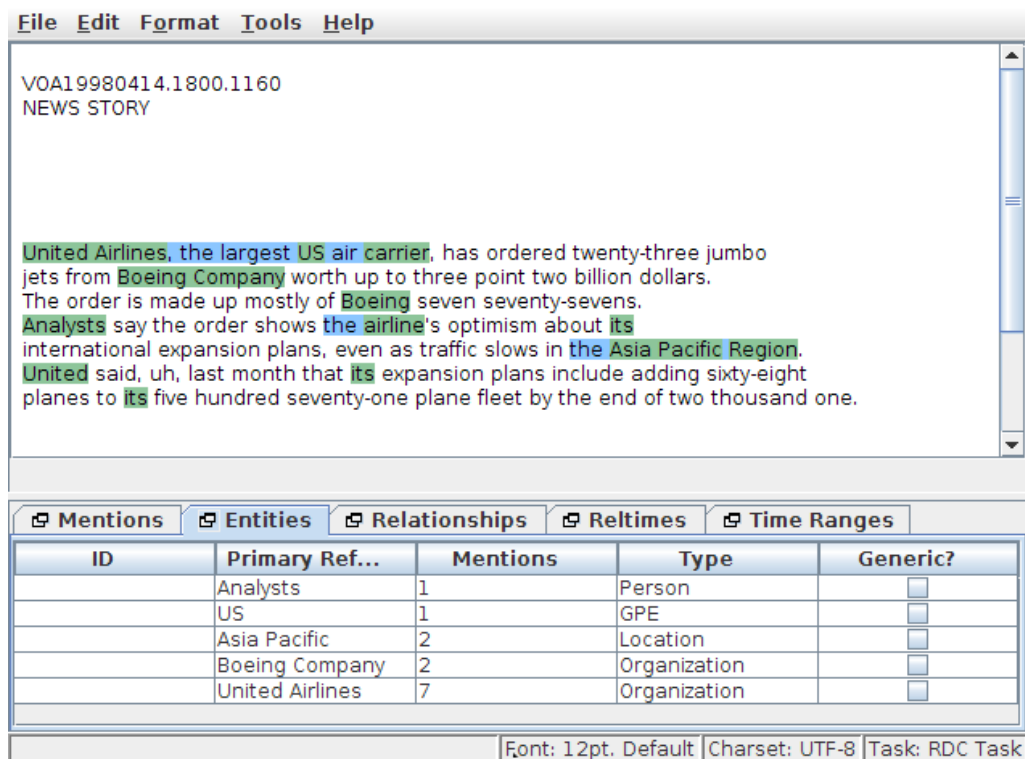 File Edit Format Tools Help
VOA19980414.1800.1160
NEWS STORY
United Airlines, the largest US air carrier, has ordered twenty-three jumbo
jets from Boeing Company worth up to three point two billion dollars.
The order is made up mostly of Boeing seven seventy-sevens.
Analysts say the order shows the airline's optimism about its
international expansion plans, even as traffic slows in the Asia Pacific Region.
United said, uh, last month that its expansion plans include adding sixty-eight
planes to its five hundred seventy-one plane fleet by the end of two thousand one.
Mentions Entities Relationships Reltimes Time Ranges
ID Primary Ref... Mentions Type Generic?
Analysts 1 Person
US 1 GPE
Asia Pacific 2 Location
Boeing Company 2 Organization
United Airlines 7 Organization
Font: 12pt. Default Charset: UTF-8 Task: RDC Task